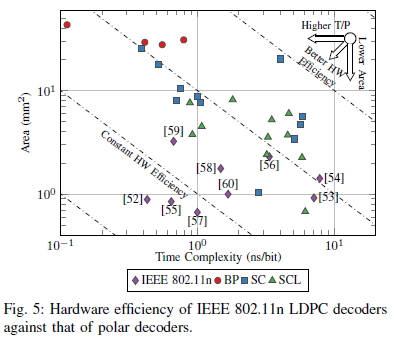 Higher T/P
Lower Area
Better HW
Efficiency
Constant HW Efficiency
[59]
[58]
[56]
[54]
[60]
[53]
[52]
[55]
[57]
Area (mm²)
10¹
10⁰
10⁻¹
10⁰
10¹
Time Complexity (ns/bit)
IEEE 802.11n BP SC SCL
Fig. 5: Hardware efficiency of IEEE 802.11n LDPC decoders
against that of polar decoders.